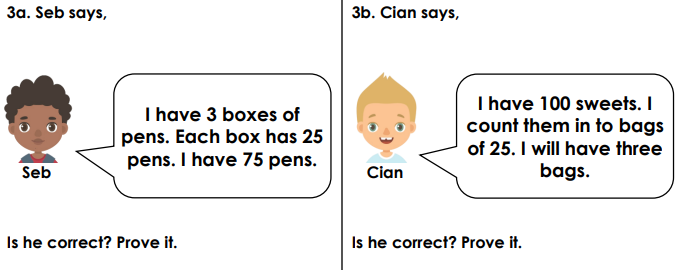 3a. Seb says,
I have 3 boxes of
pens. Each box has 25
pens. I have 75 pens.
Seb
Is he correct? Prove it.
3b. Cian says,
I have 100 sweets. I
count them in to bags
of 25. I will have three
bags.
Cian
Is he correct? Prove it.